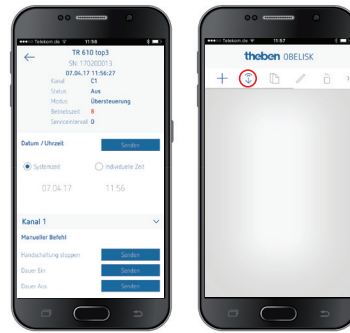 Telekom.de
11:56
TR 610 top3
SN: 170200013
07.04.17 11:56:27
Kanal C1
Status Aus
Modus Übersteuerung
Betriebszeit 8
Serviceintervall 0
Datum / Uhrzeit
Senden
Systemzeit
Individuelle Zeit
07.04.17
11:56
Kanal 1
Manueller Befehl
Handschaltung stoppen
Senden
Dauer Ein
Senden
Dauer Aus
Senden
Telekom.de
11:57
theben OBELISK